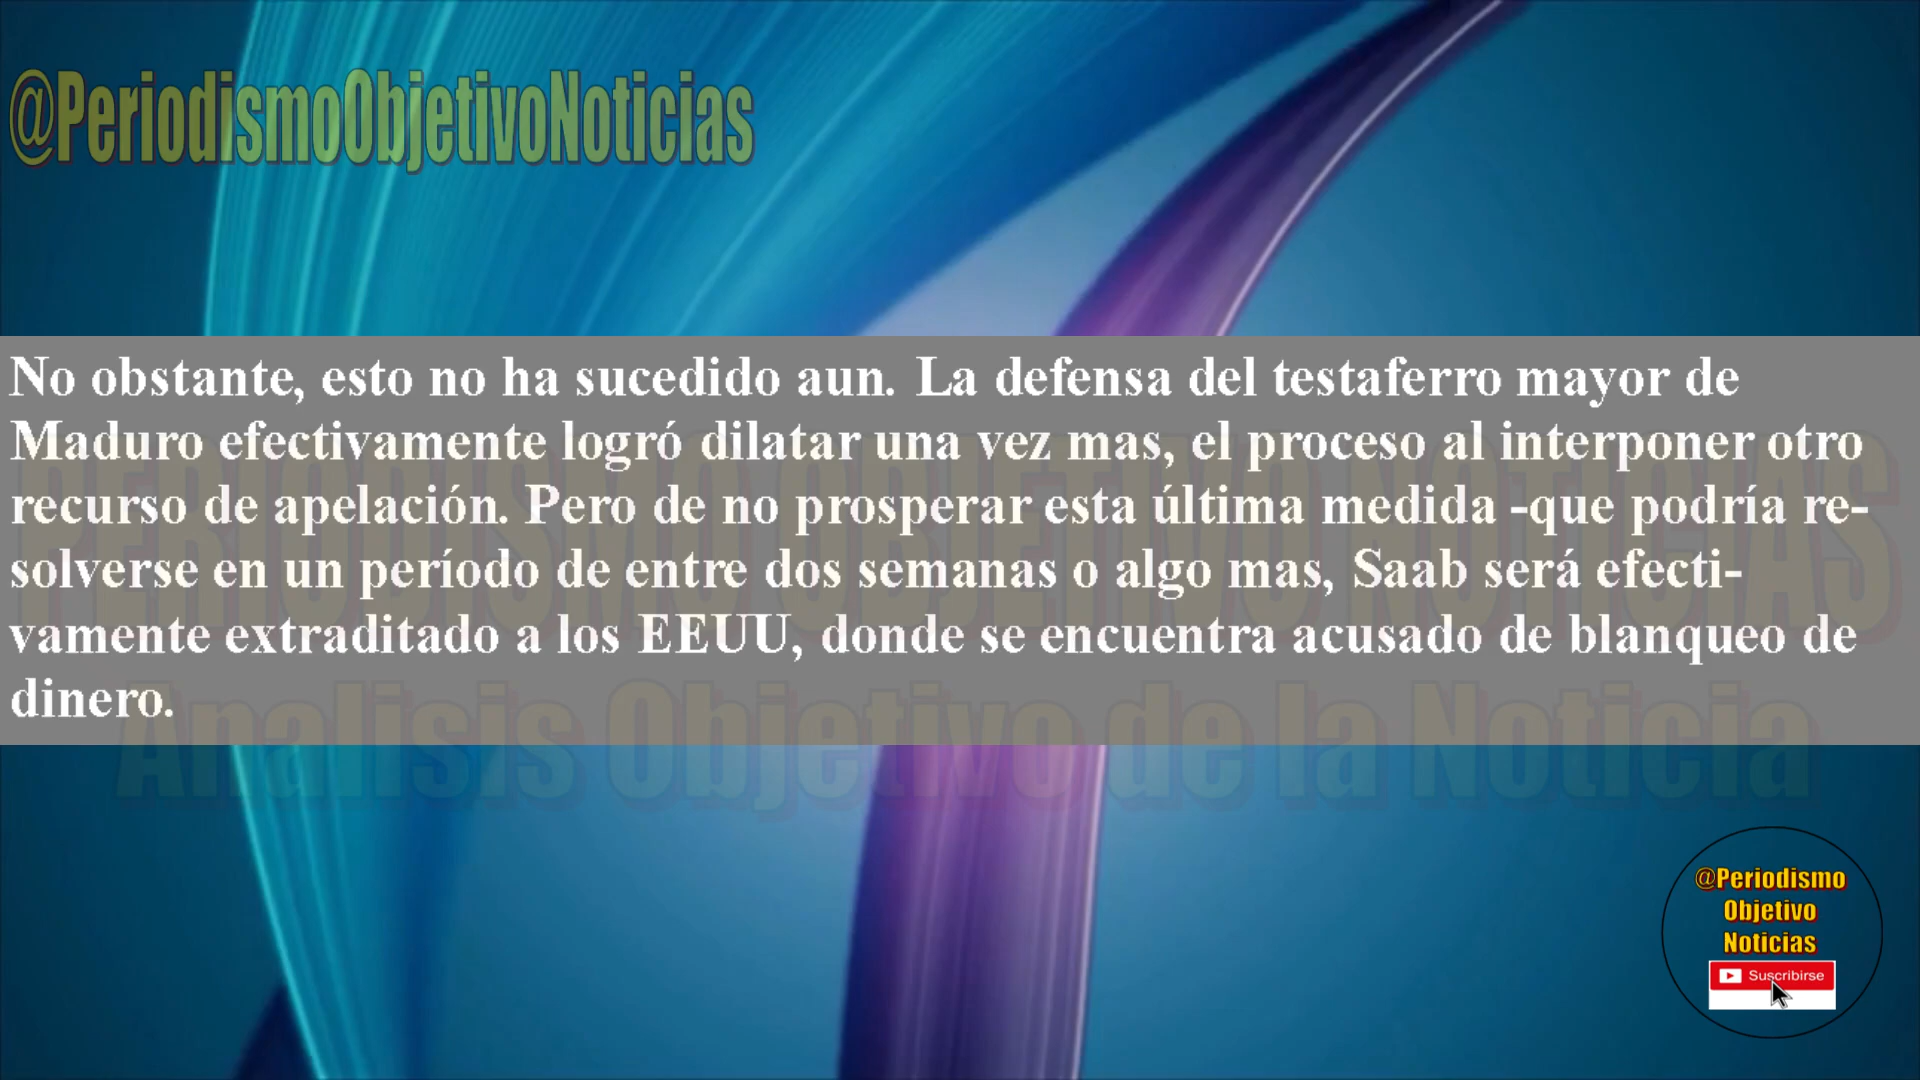 @PeriodismoObjetivoNoticias
No obstante, esto no ha sucedido aun. La defensa del testaferro mayor de
Maduro efectivamente logró dilatar una vez mas, el proceso al interponer otro
recurso de apelación. Pero de no prosperar esta última medida -que podría re-
solverse en un período de entre dos semanas o algo mas, Saab será efecti-
vamente extraditado a los EEUU, donde se encuentra acusado de blanqueo de
dinero.
PERIODISMO OBJETIVO NOTICIAS
Analisis Objetivo de la Noticia
@Periodismo
Objetivo
Noticias
Suscribirse